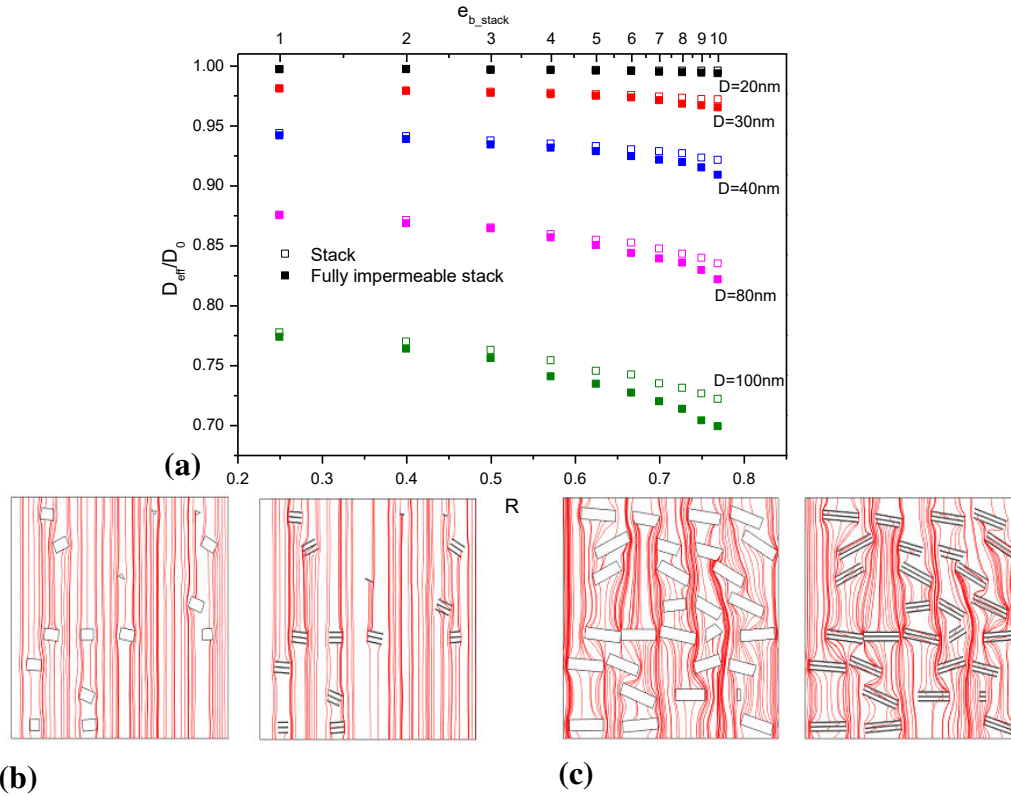 e_b_stack
1 2 3 4 5 6 7 8 9 10
1.00
D=20nm
D=30nm
0.95
D=40nm
0.90
D_eff/D_0
0.85
Stack
Fully impermeable stack
D=80nm
0.80
0.75
D=100nm
0.70
(a)
0.2 0.3 0.4 0.5 0.6 0.7 0.8
R
(b)
(c)